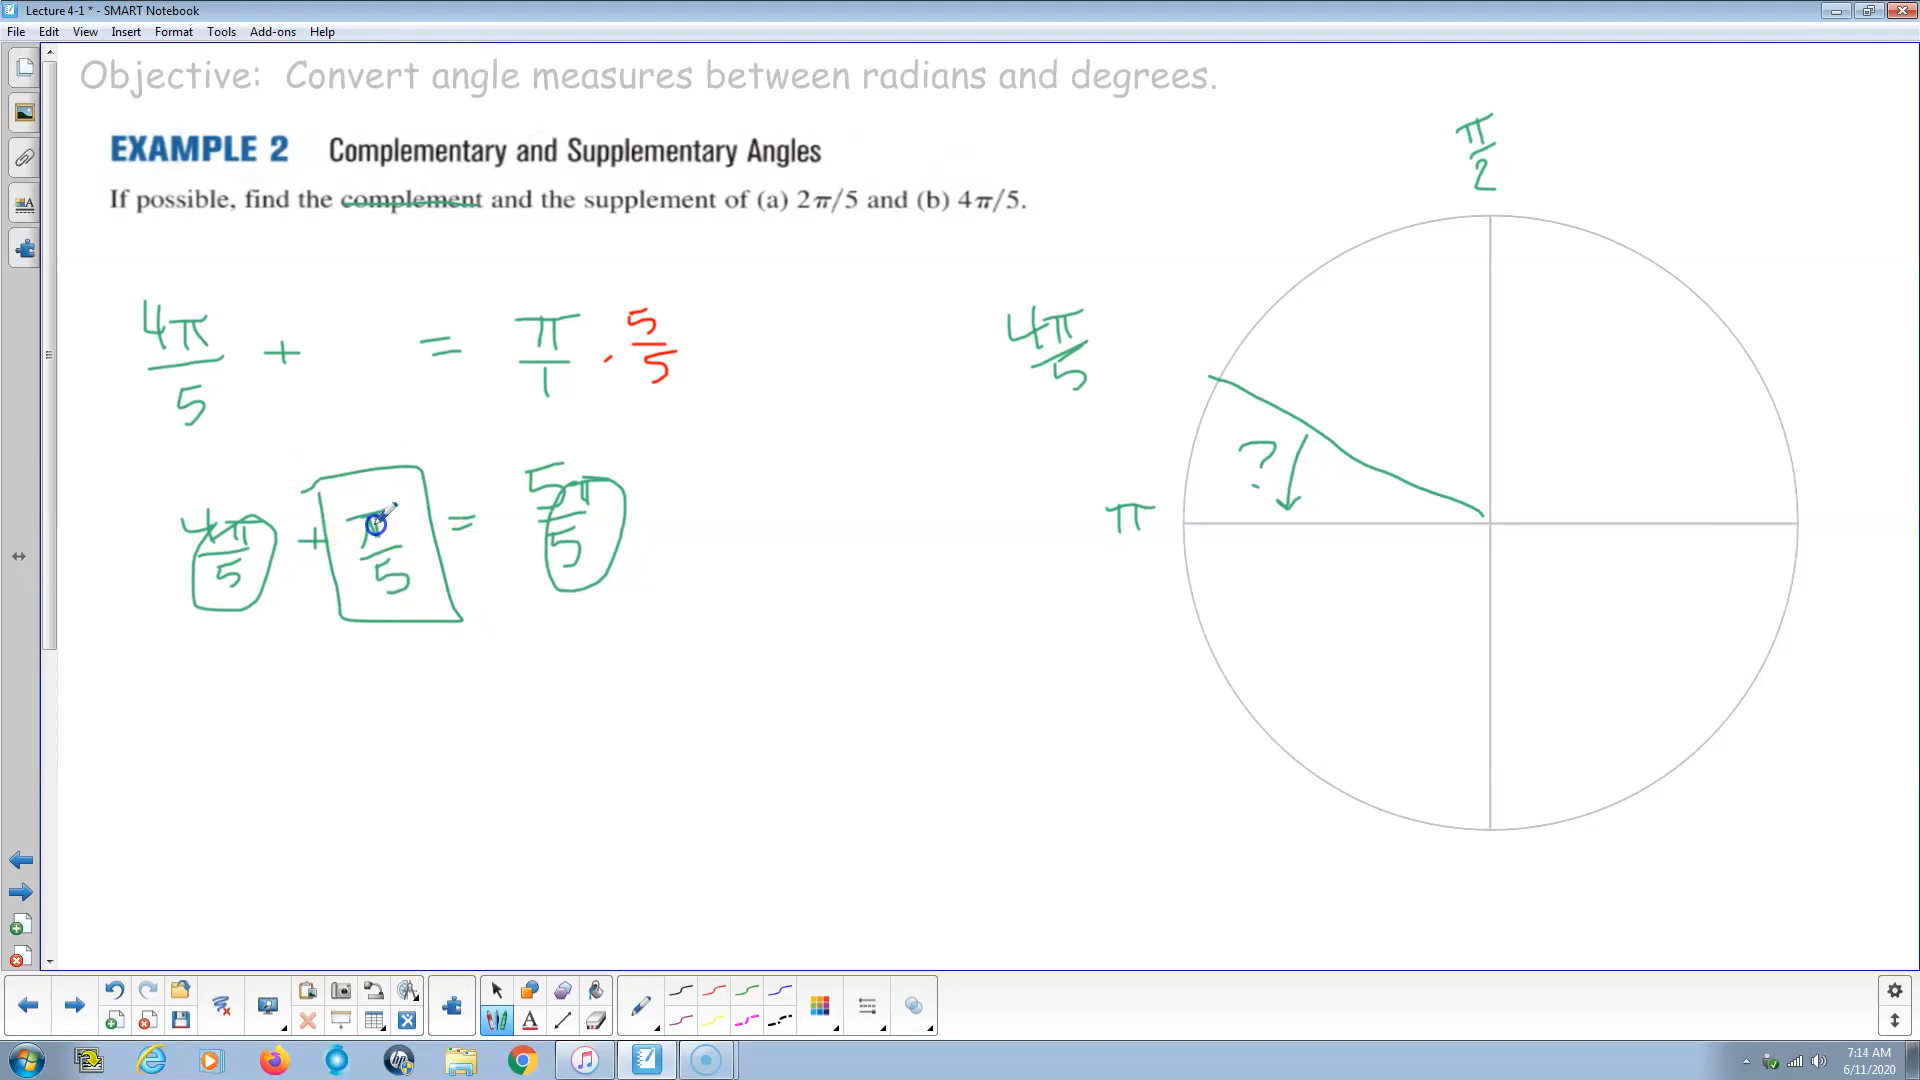 Lecture 4-1 * - SMART Notebook
File Edit View Insert Format Tools Add-ons Help
Objective: Convert angle measures between radians and degrees.
EXAMPLE 2 Complementary and Supplementary Angles
If possible, find the complement and the supplement of (a) 2π/5 and (b) 4π/5.
π/2
4π/5 + = π/1 · 5/5
4π/5
?
π
4π/5 + π/5 = 5π/5
7:14 AM
6/11/2020